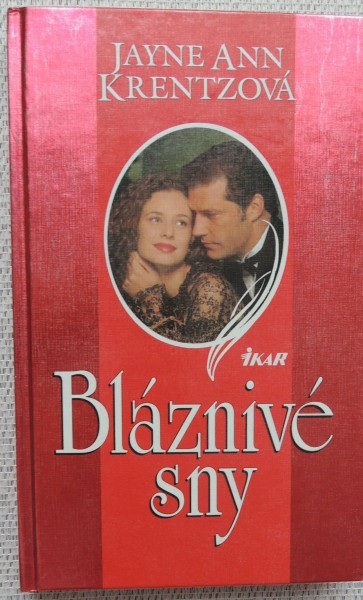 JAYNE ANN
KRENTZOVÁ
IKAR
Bláznivé
sny